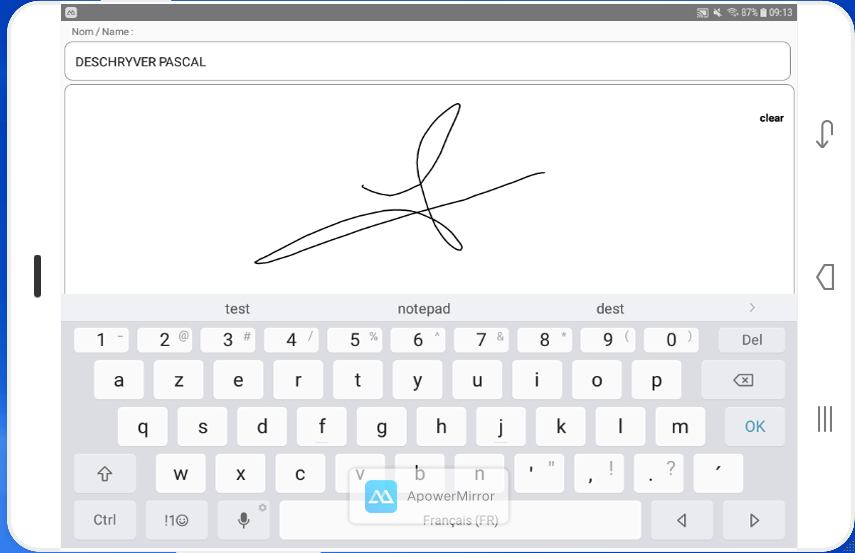 87% 09:13
Nom / Name :
DESCHRYVER PASCAL
clear
test notepad dest
1 - 2 @ 3 # 4 / 5 % 6 ^ 7 & 8 * 9 ( 0 ) Del
a z e r t y u i o p
q s d f g h j k l m OK
w x c v b n ' " , ! . ? ´
ApowerMirror
Ctrl !1☺ Français (FR)